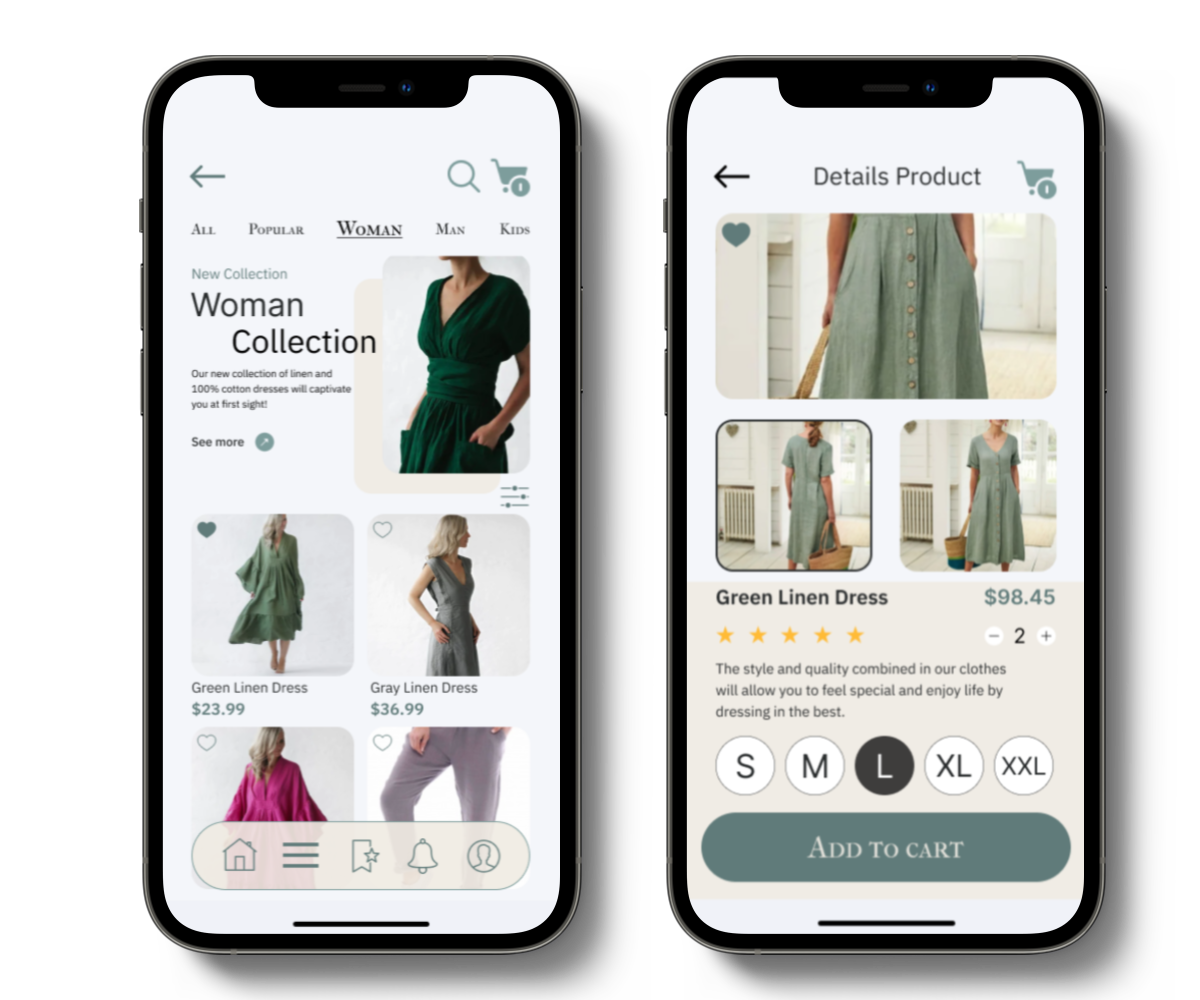 All Popular Woman Man Kids
New Collection
Woman
Collection
Our new collection of linen and
100% cotton dresses will captivate
you at first sight!
See more
Green Linen Dress
$23.99
Gray Linen Dress
$36.99
Details Product
Green Linen Dress $98.45
2
The style and quality combined in our clothes
will allow you to feel special and enjoy life by
dressing in the best.
S M L XL XXL
Add to cart